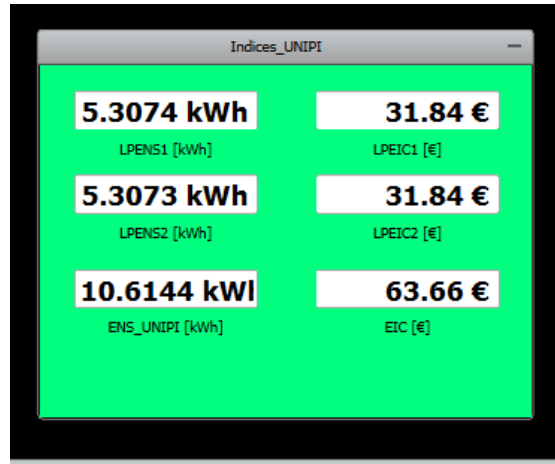 Indices_UNIPI
5.3074 kWh 31.84 €
LPENS1 [kWh] LPEIC1 [€]
5.3073 kWh 31.84 €
LPENS2 [kWh] LPEIC2 [€]
10.6144 kWl 63.66 €
ENS_UNIPI [kWh] EIC [€]